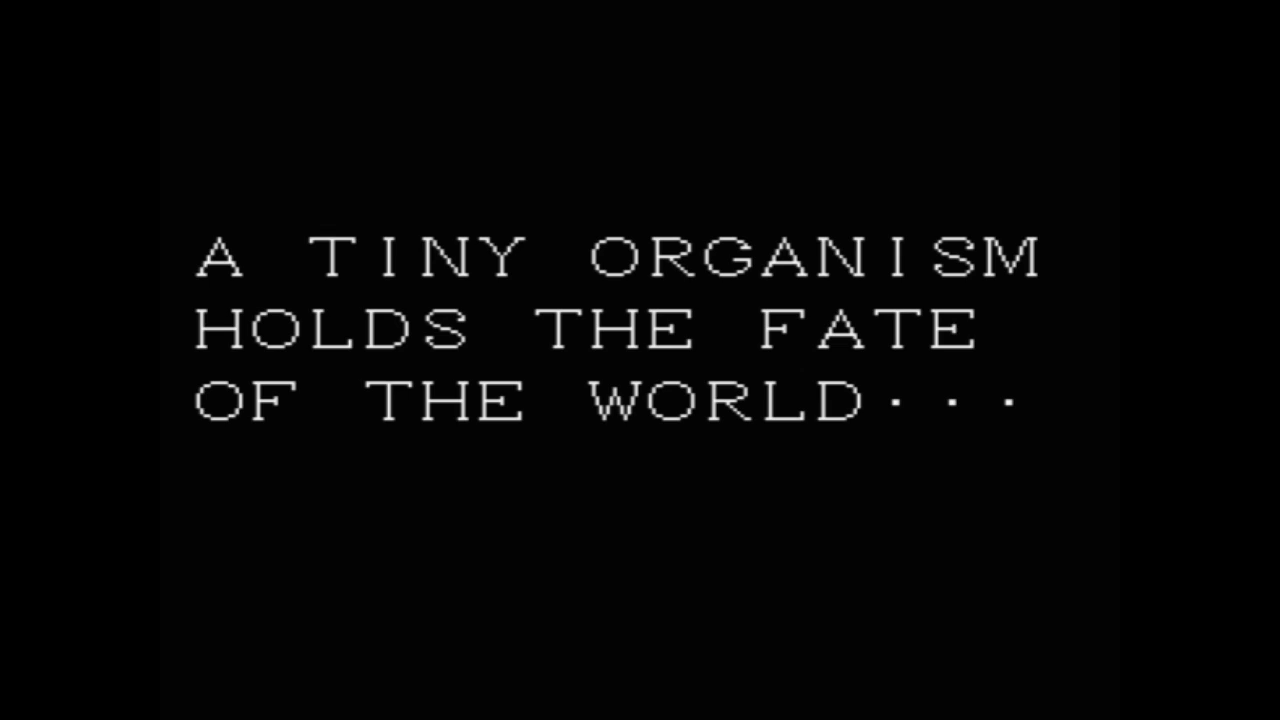 A TINY ORGANISM
HOLDS THE FATE
OF THE WORLD···